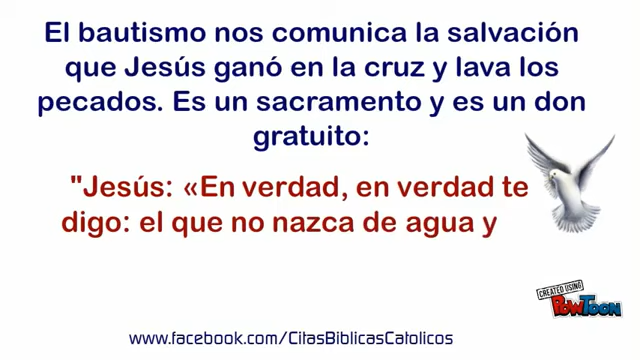 El bautismo nos comunica la salvación
que Jesús ganó en la cruz y lava los
pecados. Es un sacramento y es un don
gratuito:
"Jesús: «En verdad, en verdad te
digo: el que no nazca de agua y
CREATED USING
POWTOON
www.facebook.com/CitasBiblicasCatolicos